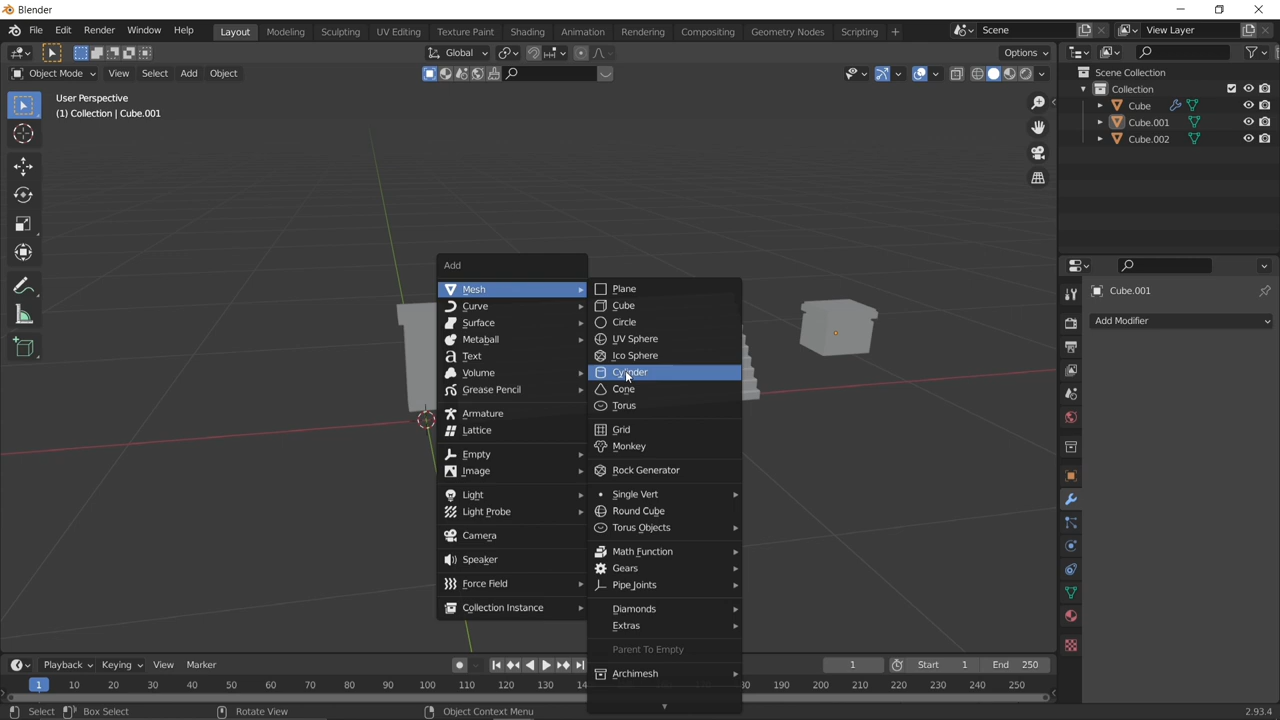 Blender
File Edit Render Window Help Layout Modeling Sculpting UV Editing Texture Paint Shading Animation Rendering Compositing Geometry Nodes Scripting + Scene View Layer
Global Options
Object Mode View Select Add Object
User Perspective
(1) Collection | Cube.001
Scene Collection
Collection
Cube
Cube.001
Cube.002
Cube.001
Add Modifier
Add
Mesh
Curve
Surface
Metaball
Text
Volume
Grease Pencil
Armature
Lattice
Empty
Image
Light
Light Probe
Camera
Speaker
Force Field
Collection Instance
Plane
Cube
Circle
UV Sphere
Ico Sphere
Cylinder
Cone
Torus
Grid
Monkey
Rock Generator
Single Vert
Round Cube
Torus Objects
Math Function
Gears
Pipe Joints
Diamonds
Extras
Parent To Empty
Archimesh
Playback Keying View Marker 1 Start 1 End 250
1 10 20 30 40 50 60 70 80 90 100 110 120 130 190 200 210 220 230 240 250
Select Box Select Rotate View Object Context Menu 2.93.4